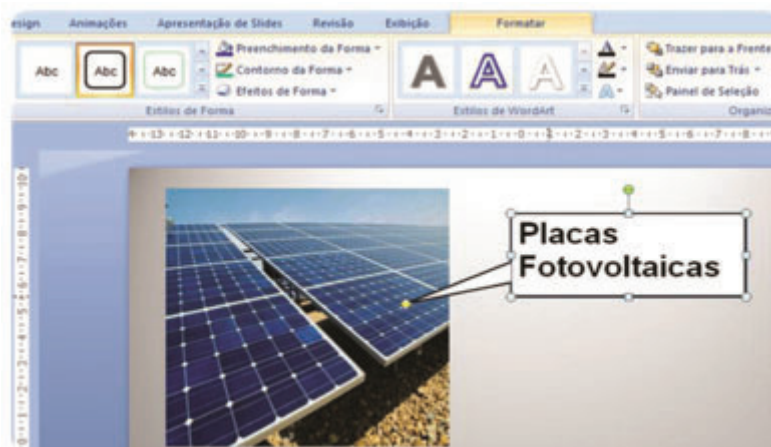 esign Animações Apresentação de Slides Revisão Exibição Formatar
Abc Abc Abc
Preenchimento da Forma
Contorno da Forma
Efeitos de Forma
Estilos de Forma
A A A
A
A
Estilos de WordArt
Trazer para a Frente
Enviar para Trás
Painel de Seleção
Organiz
Placas
Fotovoltaicas